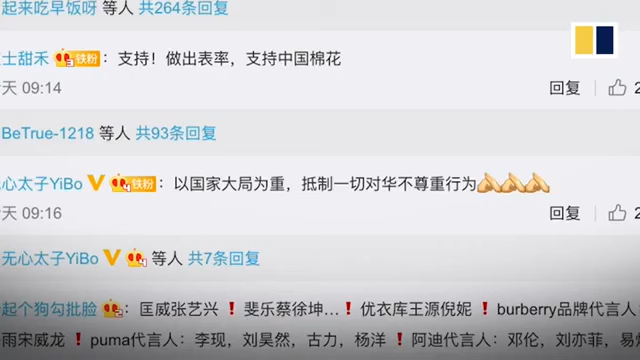 起来吃早饭呀 等人 共264条回复
士甜禾 铁粉 ：支持！做出表率，支持中国棉花
天 09:14 回复 2
BeTrue-1218 等人 共93条回复
心太子YiBo 铁粉 ：以国家大局为重，抵制一切对华不尊重行为
天 09:16 回复 2
无心太子YiBo 等人 共7条回复
起个狗勾批脸 ：匡威张艺兴❗斐乐蔡徐坤…❗优衣库王源倪妮❗burberry品牌代言人：
雨宋威龙❗puma代言人：李现，刘昊然，古力，杨洋❗阿迪代言人：邓伦，刘亦菲，易